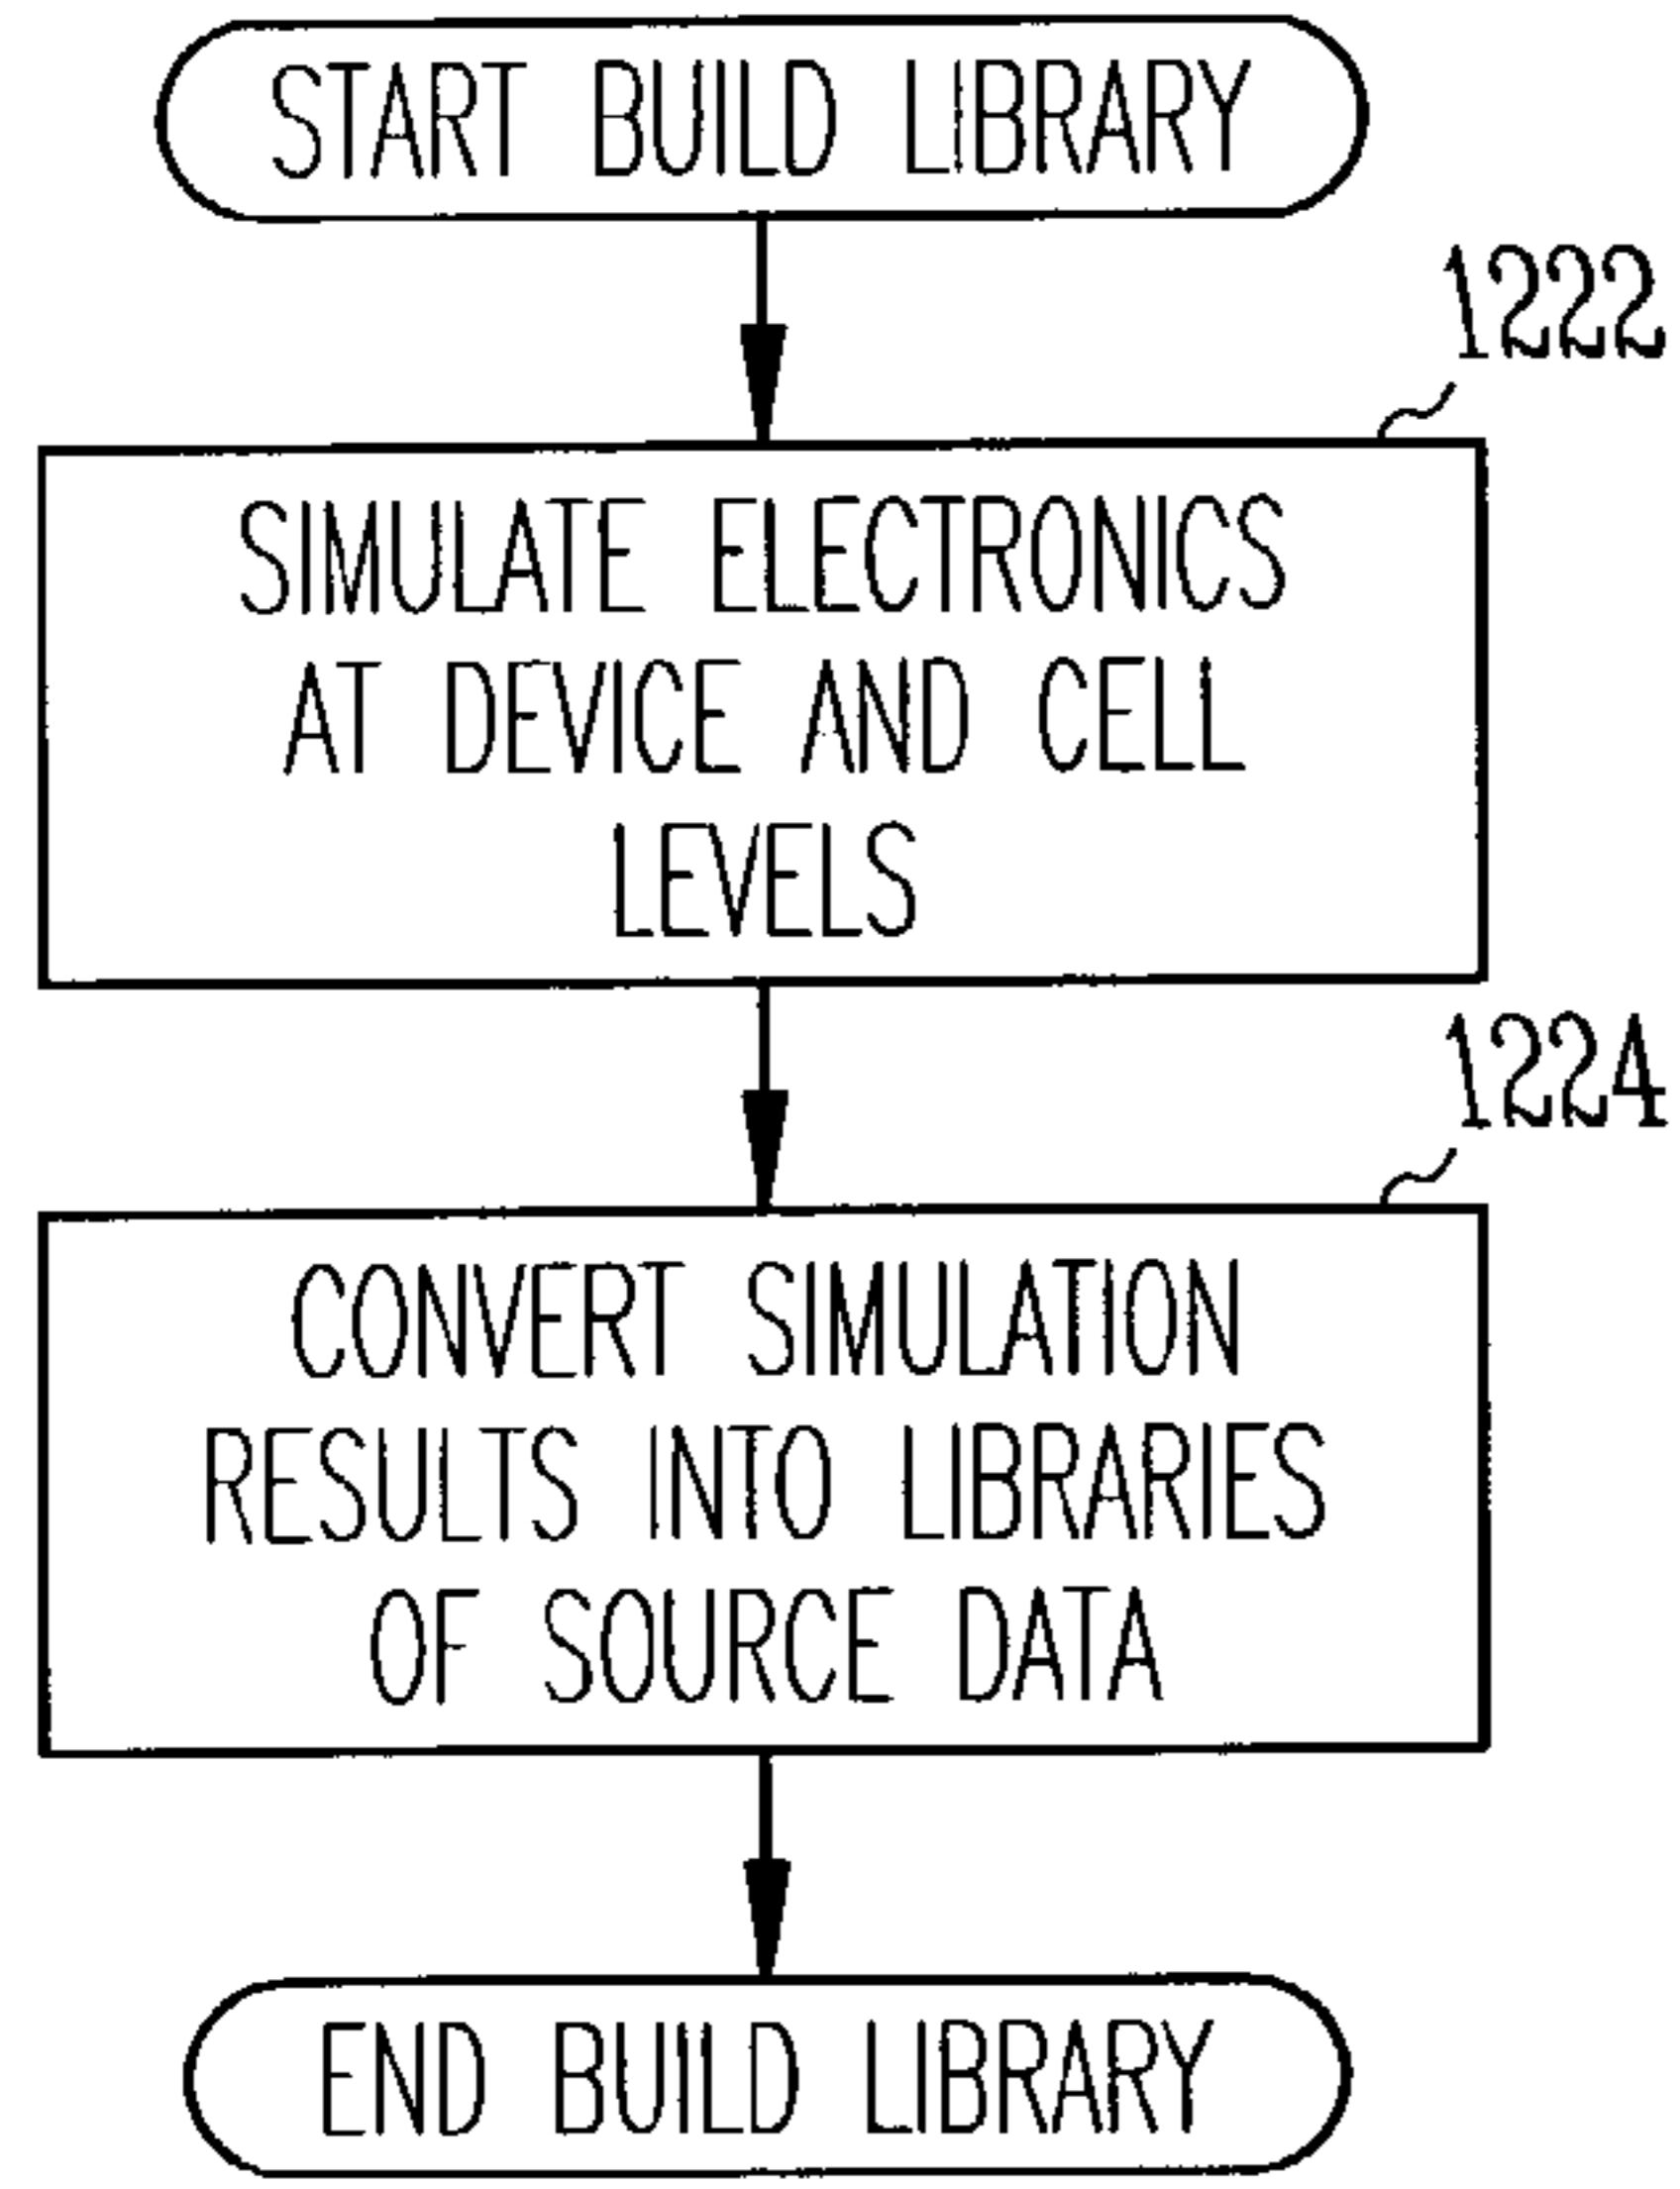 START BUILD LIBRARY
1222
SIMULATE ELECTRONICS
AT DEVICE AND CELL
LEVELS
1224
CONVERT SIMULATION
RESULTS INTO LIBRARIES
OF SOURCE DATA
END BUILD LIBRARY